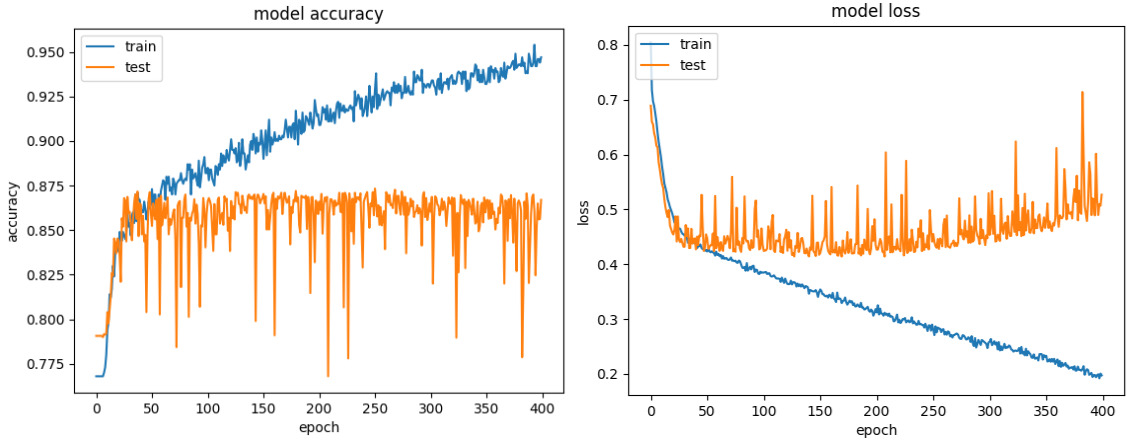 model accuracy
train
test
0.950
0.925
0.900
0.875
0.850
0.825
0.800
0.775
accuracy
0 50 100 150 200 250 300 350 400
epoch
model loss
train
test
0.8
0.7
0.6
0.5
0.4
0.3
0.2
loss
0 50 100 150 200 250 300 350 400
epoch